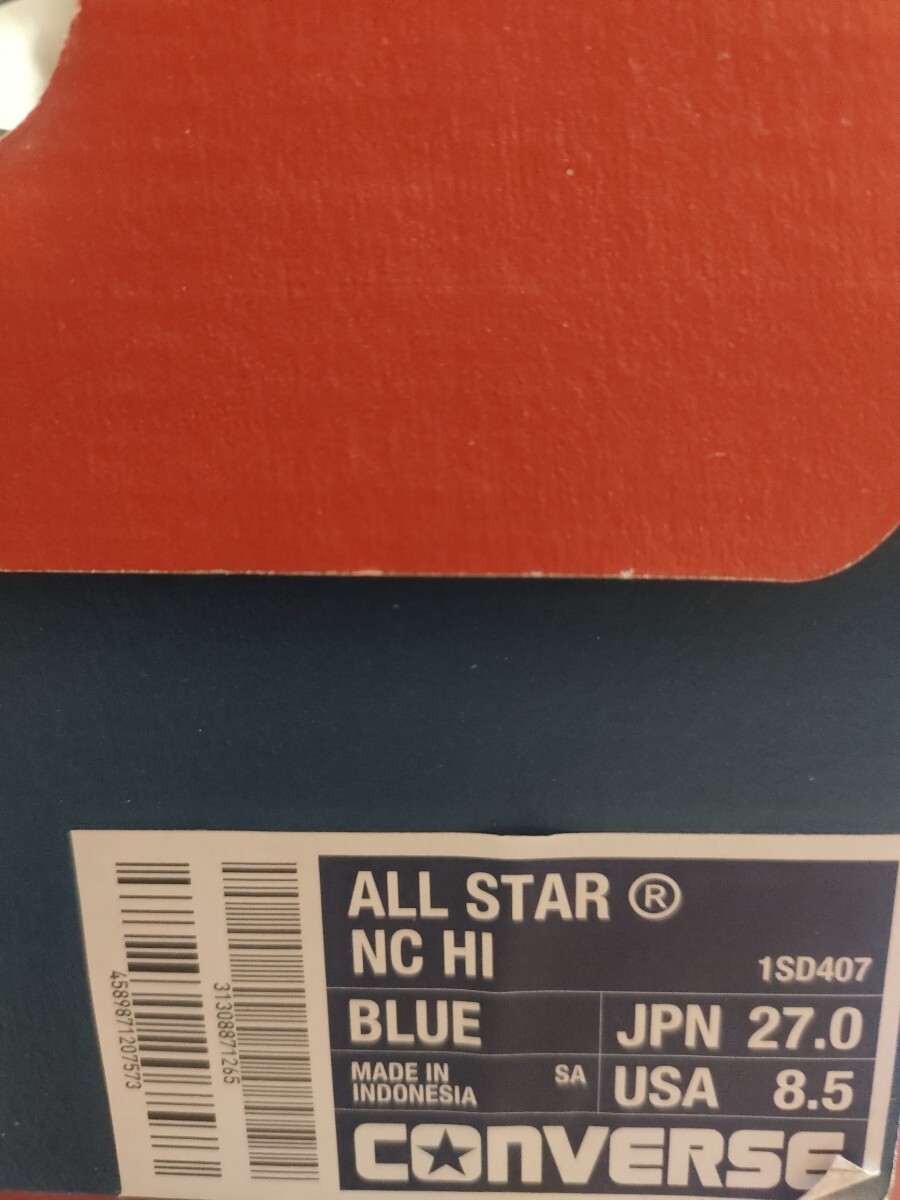 ALL STAR ®
NC HI
1SD407
BLUE
JPN 27.0
MADE IN
INDONESIA
SA
USA 8.5
CONVERSE
31308871265
4589871207573